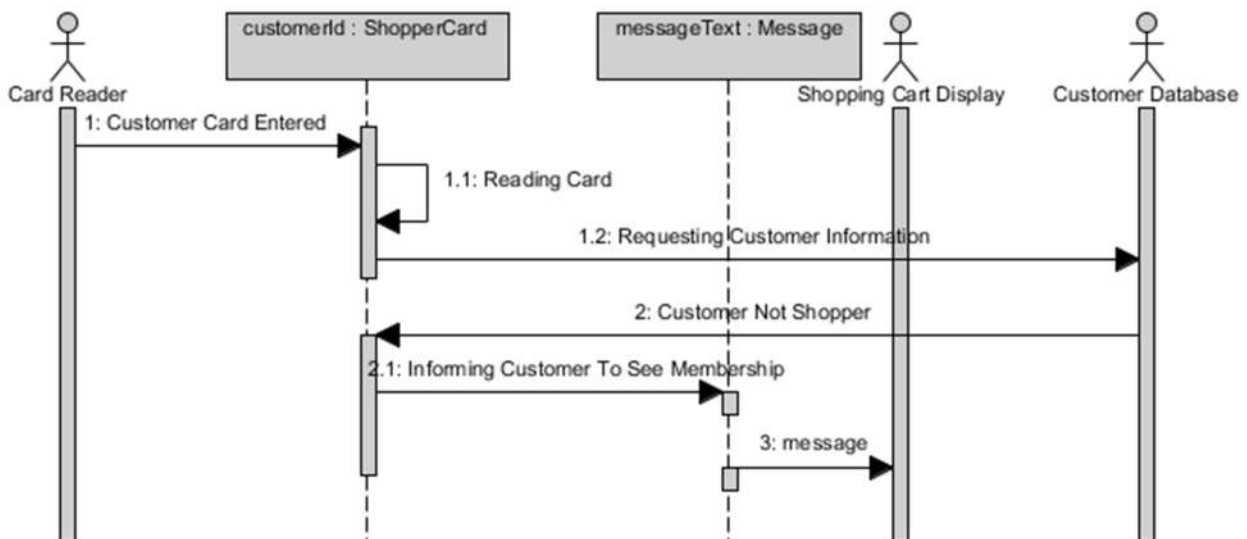 customerId : ShopperCard
messageText : Message
Card Reader
Shopping Cart Display
Customer Database
1: Customer Card Entered
1.1: Reading Card
1.2: Requesting Customer Information
2: Customer Not Shopper
2.1: Informing Customer To See Membership
3: message